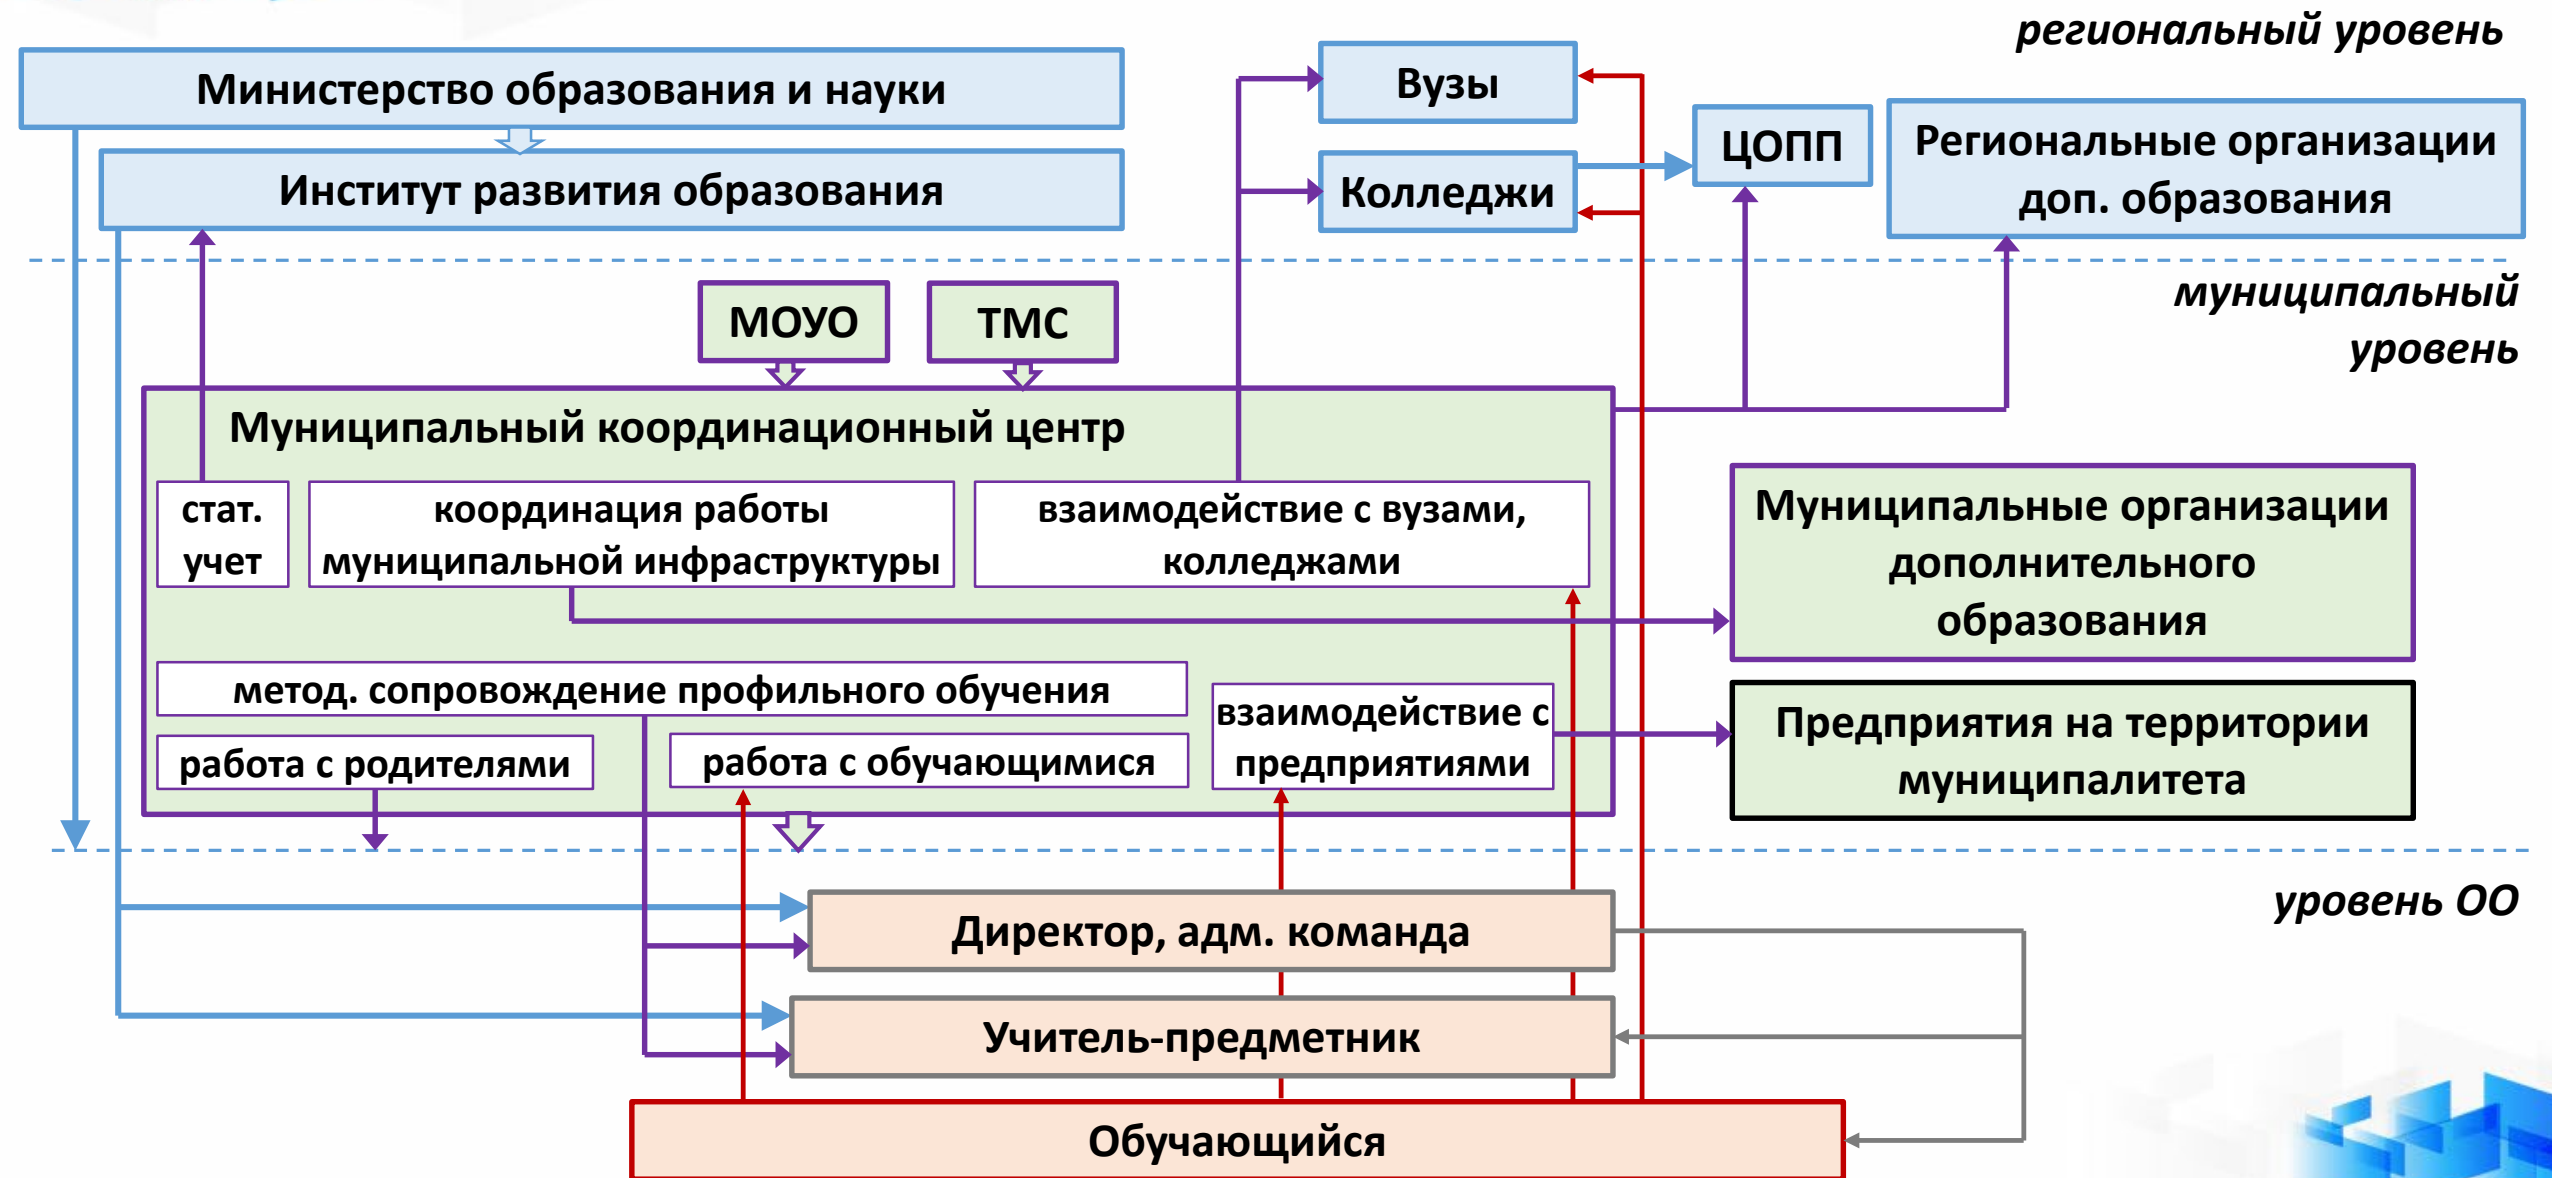 региональный уровень
Министерство образования и науки
Институт развития образования
Вузы
Колледжи
ЦОПП
Региональные организации
доп. образования
муниципальный
уровень
МОУО
ТМС
Муниципальный координационный центр
стат.
учет
координация работы
муниципальной инфраструктуры
взаимодействие с вузами,
колледжами
Муниципальные организации
дополнительного
образования
метод. сопровождение профильного обучения
работа с родителями
работа с обучающимися
взаимодействие с
предприятиями
Предприятия на территории
муниципалитета
уровень ОО
Директор, адм. команда
Учитель-предметник
Обучающийся